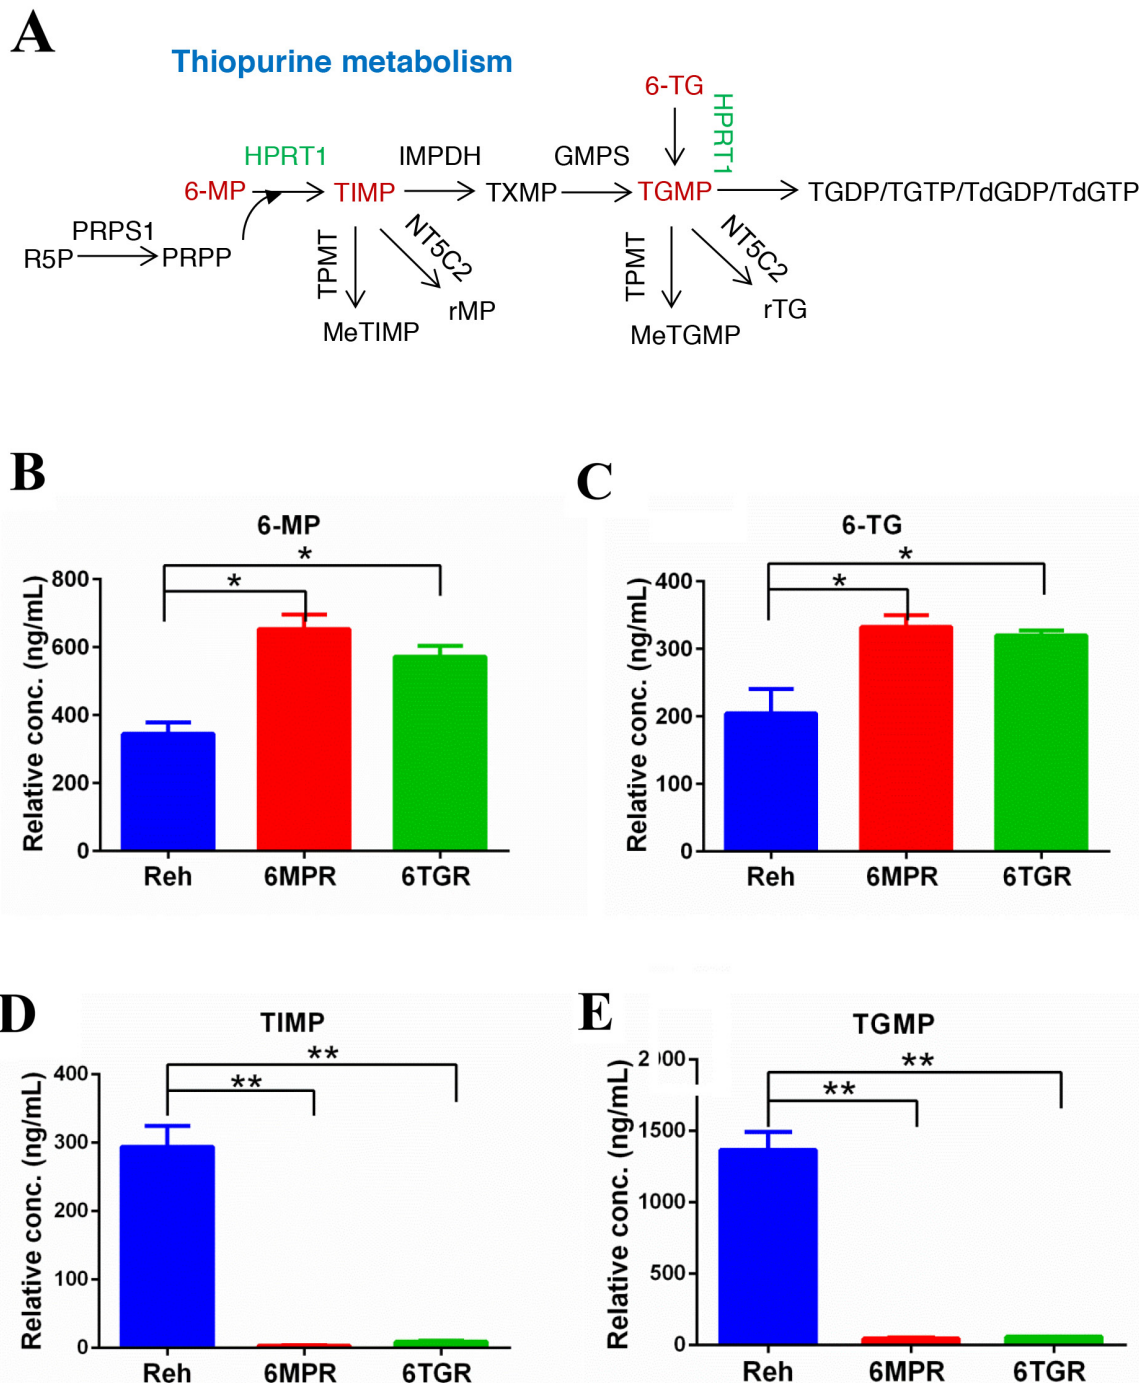 A
Thiopurine metabolism
6-TG
HPRT1
HPRT1 IMPDH GMPS
6-MP TIMP TXMP TGMP TGDP/TGTP/TdGDP/TdGTP
PRPS1
R5P PRPP
TPMT NT5C2 TPMT NT5C2
rMP rTG
MeTIMP MeTGMP
B
6-MP
*
*
Relative conc. (ng/mL)
800
600
400
200
0
Reh 6MPR 6TGR
C
6-TG
*
*
Relative conc. (ng/mL)
400
300
200
100
0
Reh 6MPR 6TGR
D
TIMP
**
**
Relative conc. (ng/mL)
400
300
200
100
0
Reh 6MPR 6TGR
E
TGMP
**
**
Relative conc. (ng/mL)
2000
1500
1000
500
0
Reh 6MPR 6TGR